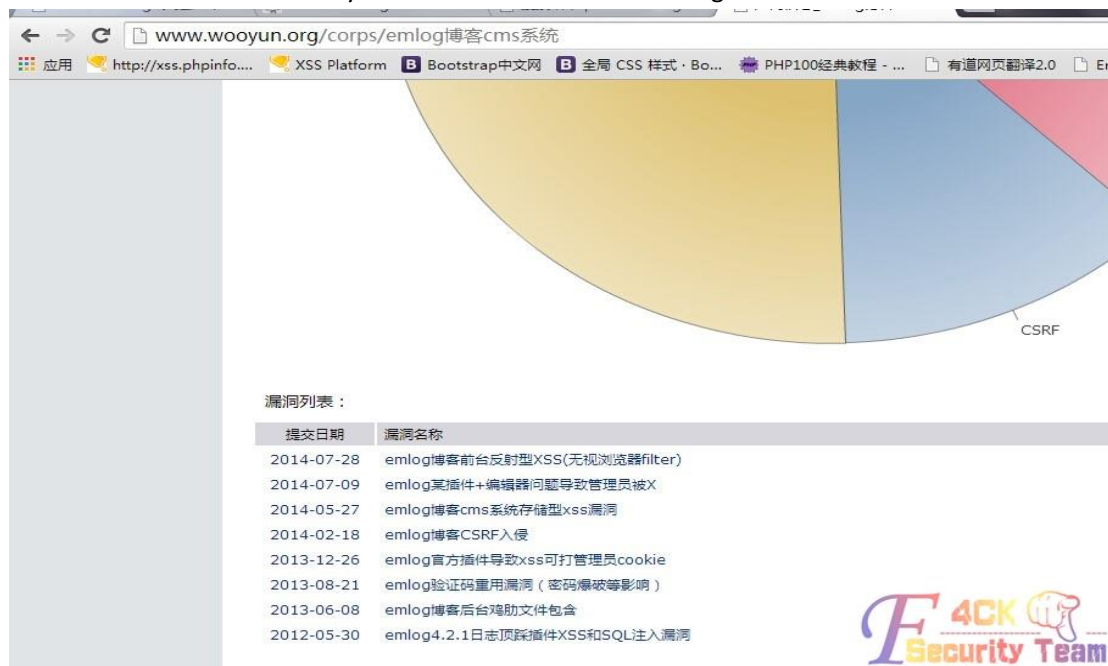 www.wooyun.org/corps/emlog博客cms系统
应用 http://xss.phpinfo.... XSS Platform Bootstrap中文网 全局 CSS 样式 · Bo... PHP100经典教程 - ... 有道网页翻译2.0
CSRF
漏洞列表：
提交日期 漏洞名称
2014-07-28 emlog博客前台反射型XSS(无视浏览器filter)
2014-07-09 emlog某插件+编辑器问题导致管理员被X
2014-05-27 emlog博客cms系统存储型xss漏洞
2014-02-18 emlog博客CSRF入侵
2013-12-26 emlog官方插件导致xss可打管理员cookie
2013-08-21 emlog验证码重用漏洞（密码爆破等影响）
2013-06-08 emlog博客后台鸡肋文件包含
2012-05-30 emlog4.2.1日志顶踩插件XSS和SQL注入漏洞
F 4CK
Security Team